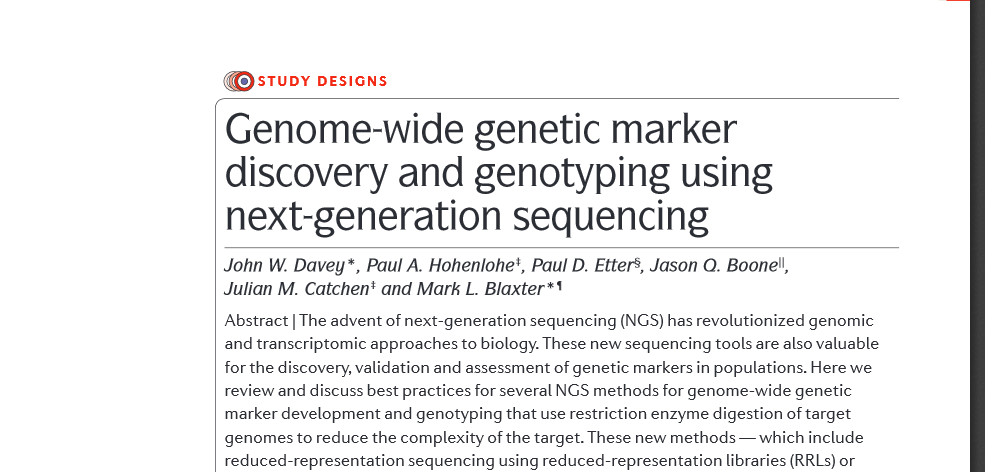 STUDY DESIGNS
Genome-wide genetic marker
discovery and genotyping using
next-generation sequencing
John W. Davey*, Paul A. Hohenlohe‡, Paul D. Etter§, Jason Q. Boone||,
Julian M. Catchen‡ and Mark L. Blaxter*¶
Abstract | The advent of next-generation sequencing (NGS) has revolutionized genomic
and transcriptomic approaches to biology. These new sequencing tools are also valuable
for the discovery, validation and assessment of genetic markers in populations. Here we
review and discuss best practices for several NGS methods for genome-wide genetic
marker development and genotyping that use restriction enzyme digestion of target
genomes to reduce the complexity of the target. These new methods — which include
reduced-representation sequencing using reduced-representation libraries (RRLs) or